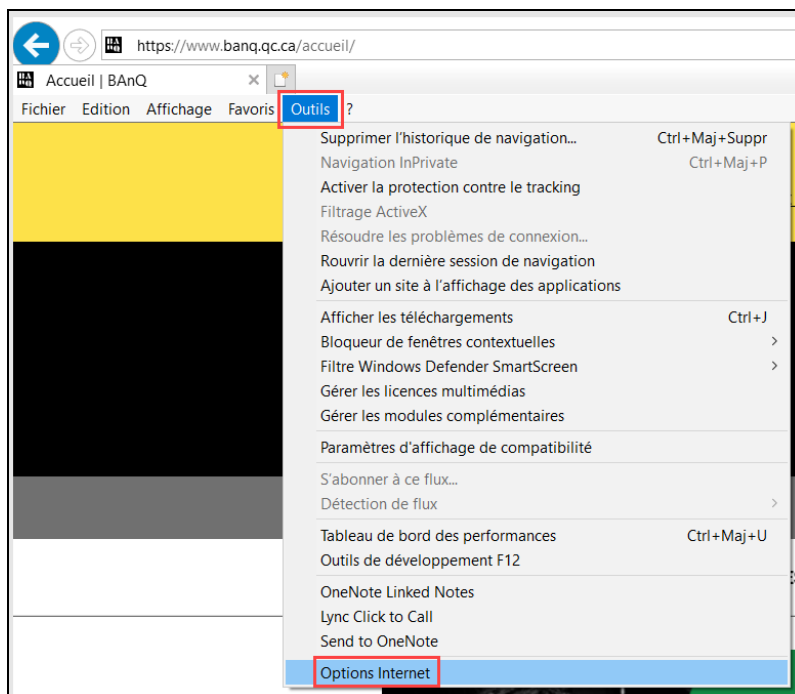 https://www.banq.qc.ca/accueil/
Accueil | BAnQ
Fichier Edition Affichage Favoris Outils ?
Supprimer l'historique de navigation... Ctrl+Maj+Suppr
Navigation InPrivate Ctrl+Maj+P
Activer la protection contre le tracking
Filtrage ActiveX
Résoudre les problèmes de connexion...
Rouvrir la dernière session de navigation
Ajouter un site à l'affichage des applications
Afficher les téléchargements Ctrl+J
Bloqueur de fenêtres contextuelles
Filtre Windows Defender SmartScreen
Gérer les licences multimédias
Gérer les modules complémentaires
Paramètres d'affichage de compatibilité
S'abonner à ce flux...
Détection de flux
Tableau de bord des performances Ctrl+Maj+U
Outils de développement F12
OneNote Linked Notes
Lync Click to Call
Send to OneNote
Options Internet